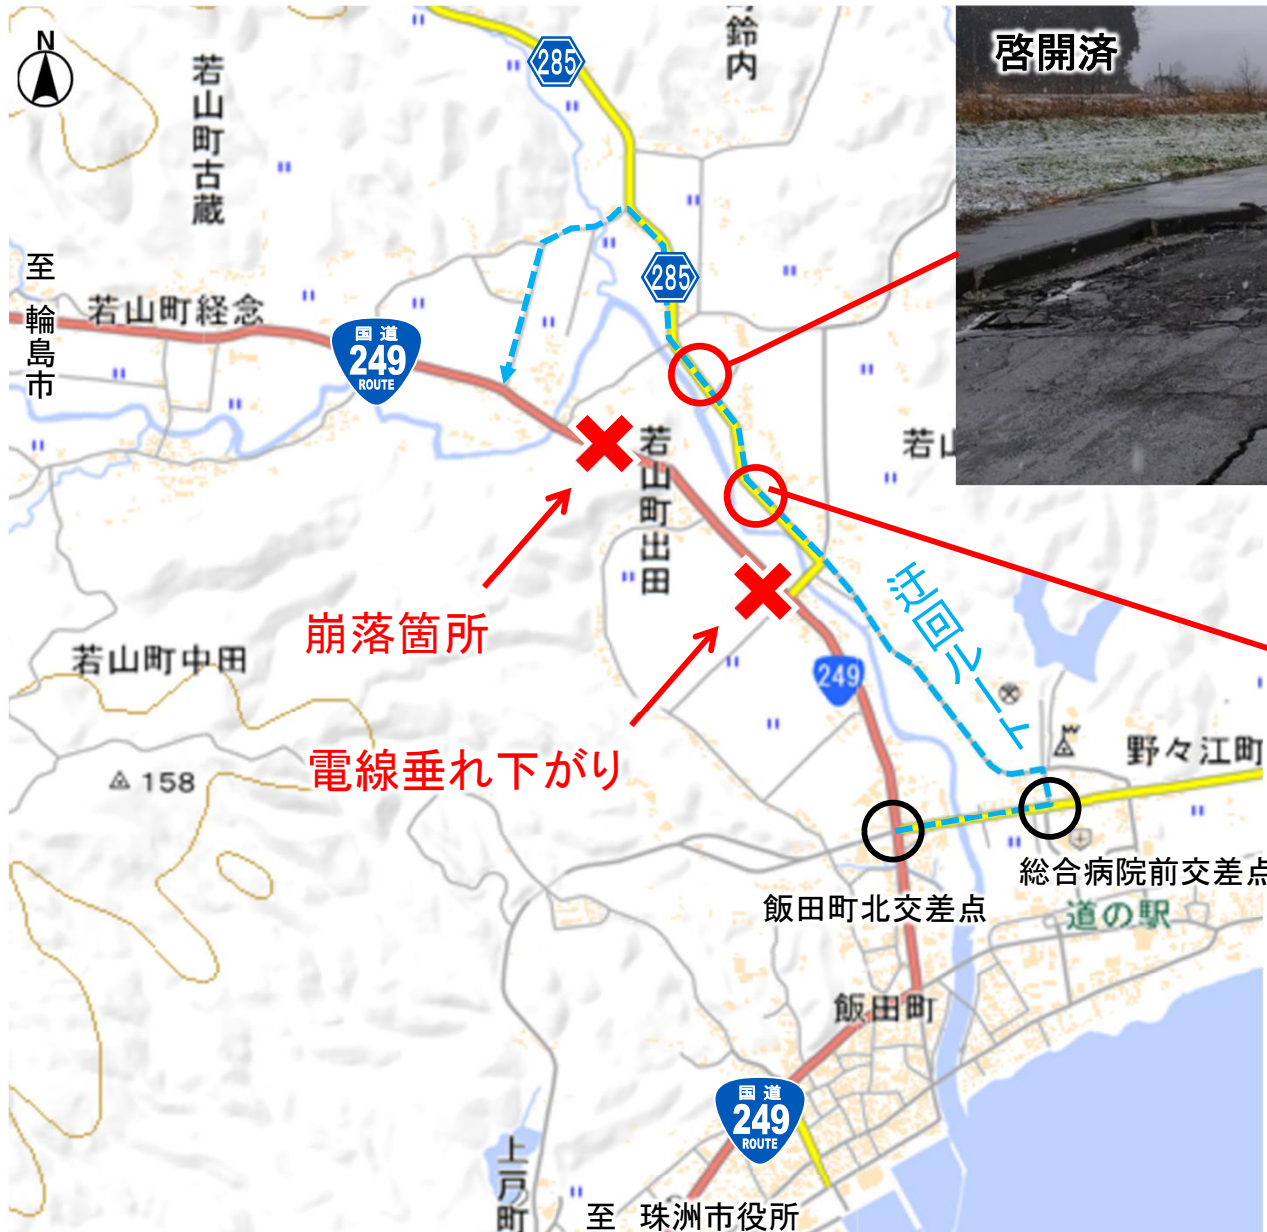 N
285
鈴内
啓開済
若山町古蔵
至 輪島市
若山町経念
国道
249
ROUTE
285
若山町出田
若山
崩落箇所
迂回ルート
若山町中田
249
電線垂れ下がり
158
野々江町
総合病院前交差点
飯田町北交差点
道の駅
飯田町
国道
249
ROUTE
上戸町
至 珠洲市役所